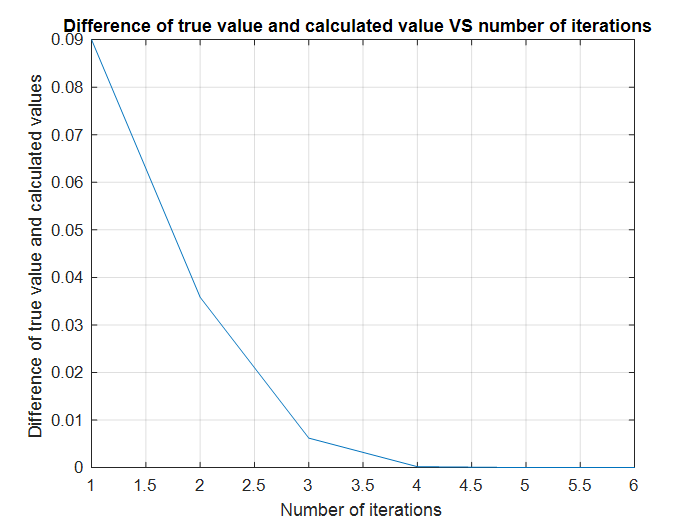 Difference of true value and calculated value VS number of iterations
0.09
0.08
0.07
0.06
0.05
0.04
0.03
0.02
0.01
0
Difference of true value and calculated values
1 1.5 2 2.5 3 3.5 4 4.5 5 5.5 6
Number of iterations